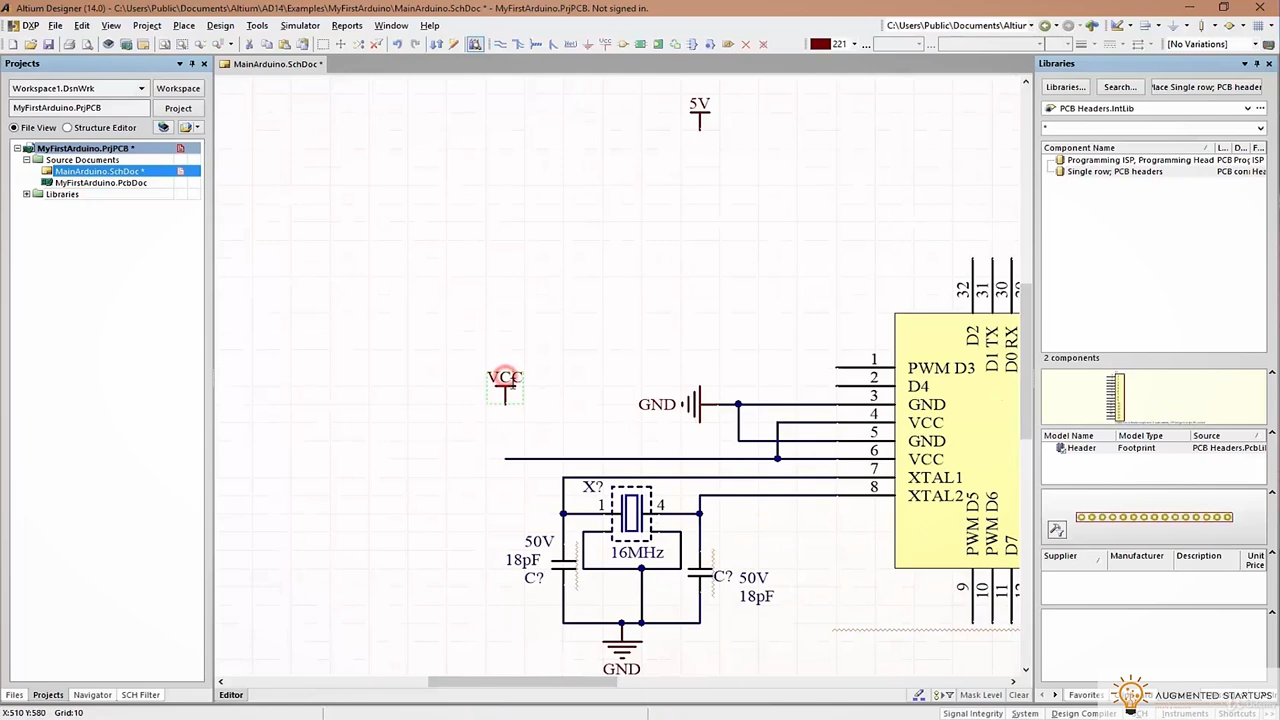 Altium Designer (14.0) - C:\Users\Public\Documents\Altium\AD14\Examples\MyFirstArduino\MainArduino.SchDoc * - MyFirstArduino.PrjPCB. Not signed in.
DXP File Edit View Project Place Design Tools Simulator Reports Window Help
C:\Users\Public\Documents\Altiur
221
[No Variations]
Projects
MainArduino.SchDoc *
Libraries
Workspace1.DsnWrk
Workspace
MyFirstArduino.PrjPCB
Project
File View
Structure Editor
Libraries...
Search...
Place Single row; PCB header
PCB Headers.IntLib
*
MyFirstArduino.PrjPCB *
Source Documents
MainArduino.SchDoc *
MyFirstArduino.PcbDoc
Libraries
Component Name
L...
D...
F...
Programming ISP, Programming Head
Single row; PCB headers
5V
VCC
GND
1
2
3
4
5
6
7
8
PWM D3
D4
GND
VCC
GND
VCC
XTAL1
XTAL2
32
31
30
D2
D1 TX
D0 RX
PWM D5
PWM D6
D7
9
10
11
X?
1
4
16MHz
50V
18pF
C?
C?
50V
18pF
GND
2 components
Model Name
Model Type
Source
Header
Footprint
PCB Headers.PcbLi
Supplier
Manufacturer
Description
Unit Price
Files
Projects
Navigator
SCH Filter
Editor
Mask Level
Clear
Favorites
AUGMENTED STARTUPS
X:510 Y:580
Grid:10
Signal Integrity
System
Design Compiler
Instruments
Shortcuts